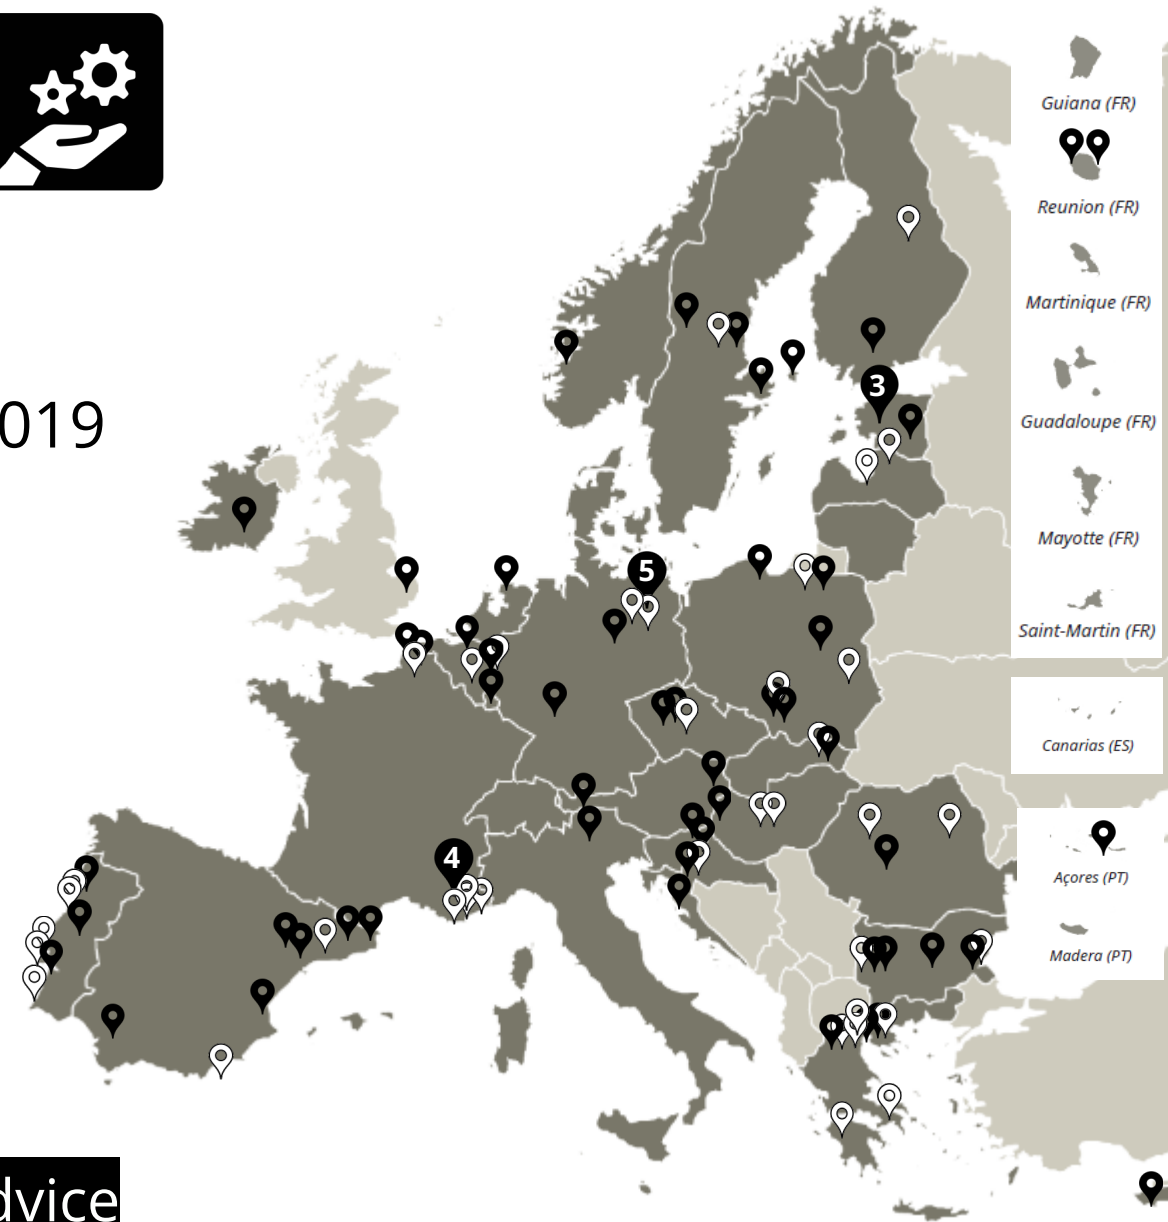 Guiana (FR)
Reunion (FR)
Martinique (FR)
019
3
Guadaloupe (FR)
Mayotte (FR)
5
Saint-Martin (FR)
Canarias (ES)
4
Açores (PT)
Madera (PT)
dvice